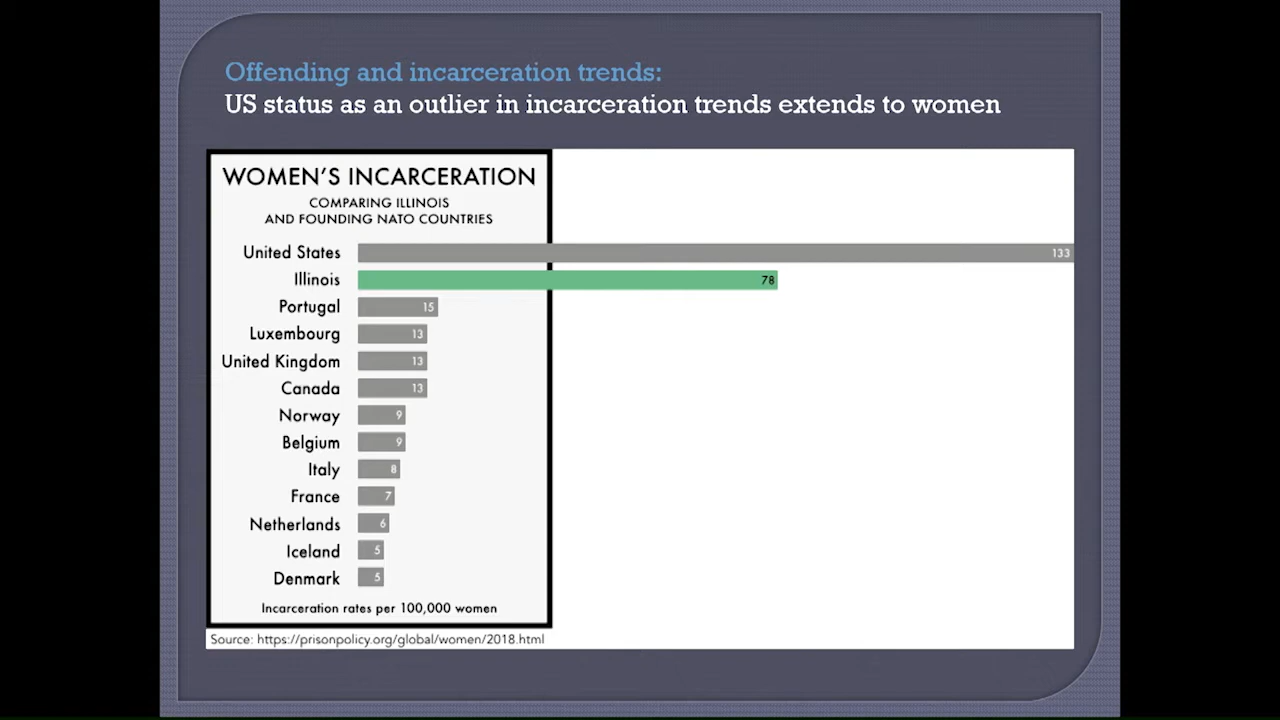 Offending and incarceration trends:
US status as an outlier in incarceration trends extends to women
WOMEN'S INCARCERATION
COMPARING ILLINOIS
AND FOUNDING NATO COUNTRIES
United States 133
Illinois 78
Portugal 15
Luxembourg 13
United Kingdom 13
Canada 13
Norway 9
Belgium 9
Italy 8
France 7
Netherlands 6
Iceland 5
Denmark 5
Incarceration rates per 100,000 women
Source: https://prisonpolicy.org/global/women/2018.html